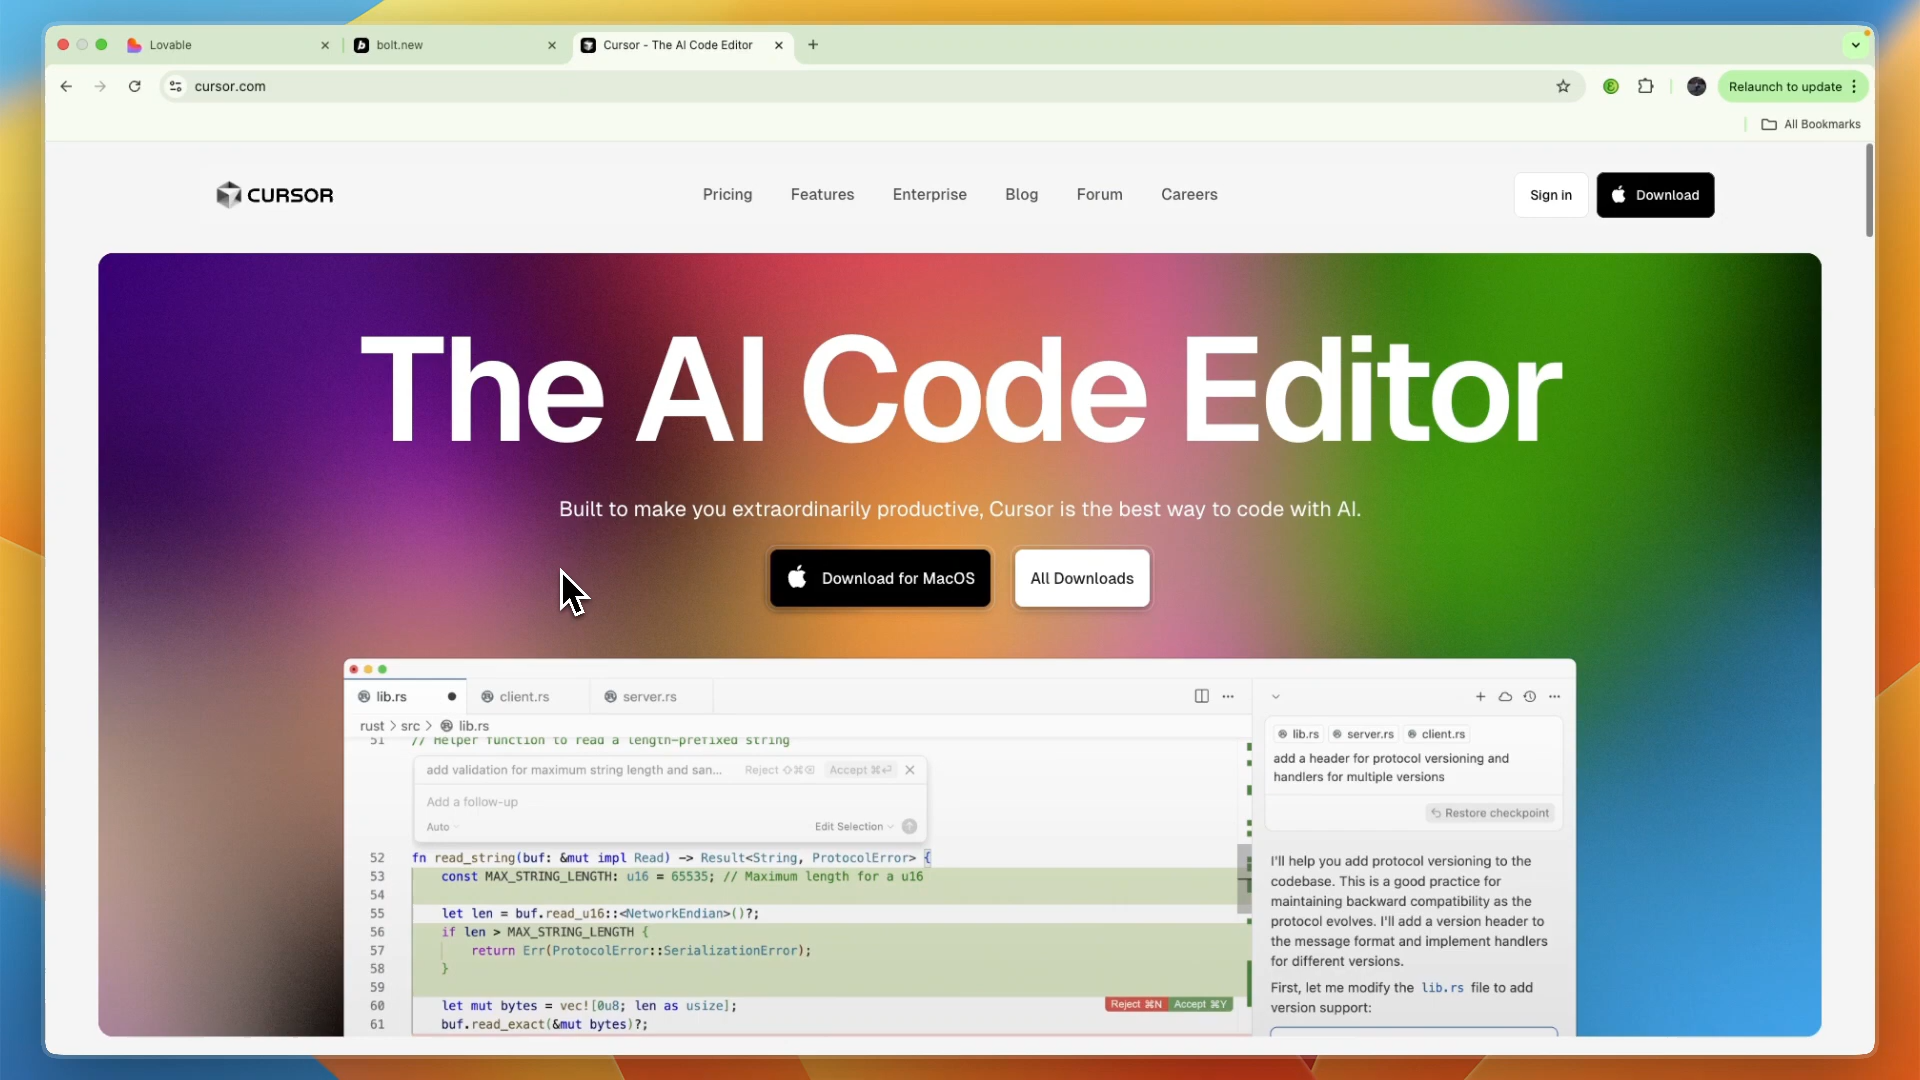 Lovable
bolt.new
Cursor - The AI Code Editor
cursor.com
Relaunch to update
All Bookmarks
CURSOR
Pricing
Features
Enterprise
Blog
Forum
Careers
Sign in
Download
The AI Code Editor
Built to make you extraordinarily productive, Cursor is the best way to code with AI.
Download for MacOS
All Downloads
lib.rs
client.rs
server.rs
rust > src > lib.rs
51 // Helper function to read a length-prefixed string
add validation for maximum string length and san...
Reject ⇧⌘⌫
Accept ⌘⏎
Add a follow-up
Auto
Edit Selection
52 fn read_string(buf: &mut impl Read) -> Result<String, ProtocolError> {
53 const MAX_STRING_LENGTH: u16 = 65535; // Maximum length for a u16
54
55 let len = buf.read_u16::<NetworkEndian>()?;
56 if len > MAX_STRING_LENGTH {
57 return Err(ProtocolError::SerializationError);
58 }
59
60 let mut bytes = vec![0u8; len as usize];
61 buf.read_exact(&mut bytes)?;
Reject ⌘N
Accept ⌘Y
lib.rs
server.rs
client.rs
add a header for protocol versioning and
handlers for multiple versions
Restore checkpoint
I'll help you add protocol versioning to the
codebase. This is a good practice for
maintaining backward compatibility as the
protocol evolves. I'll add a version header to
the message format and implement handlers
for different versions.
First, let me modify the lib.rs file to add
version support: